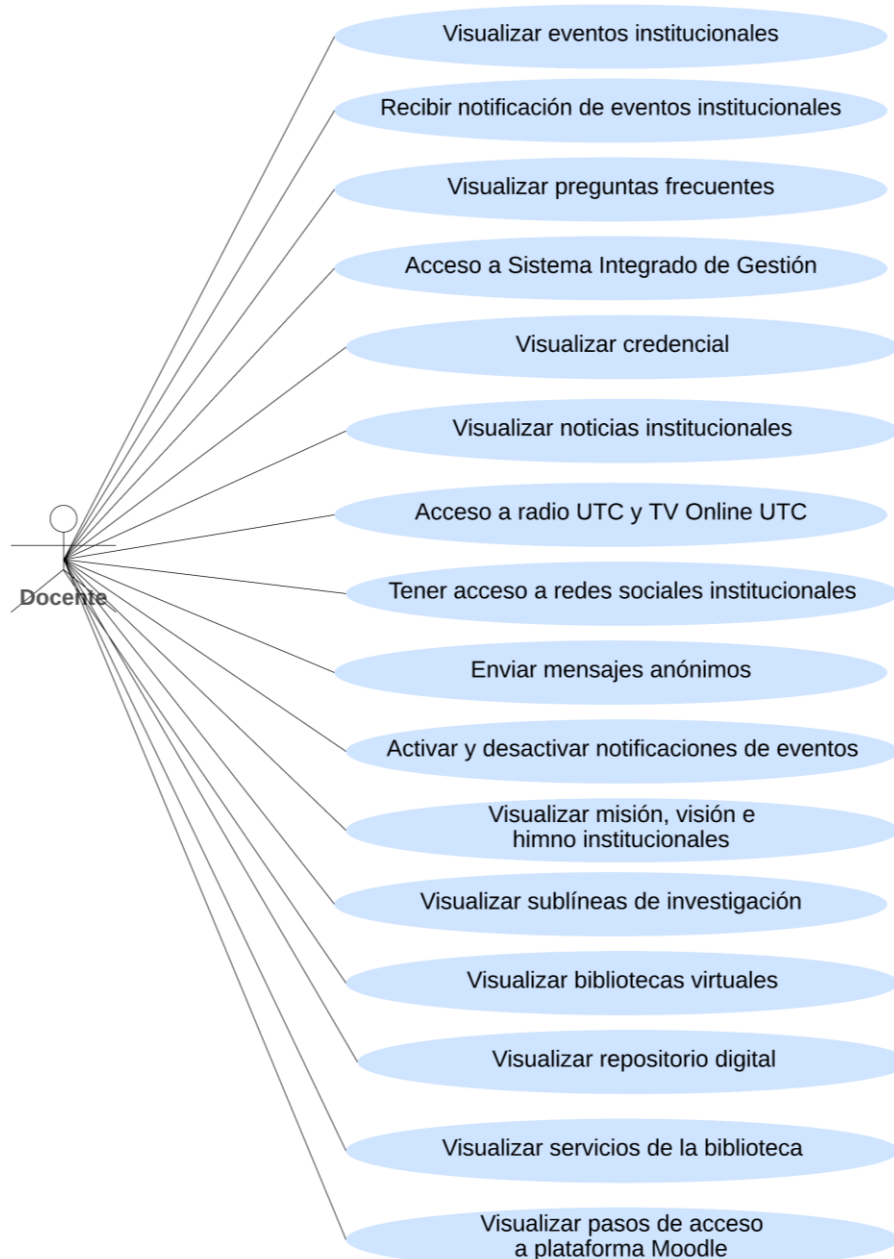 Visualizar eventos institucionales
Recibir notificación de eventos institucionales
Visualizar preguntas frecuentes
Acceso a Sistema Integrado de Gestión
Visualizar credencial
Visualizar noticias institucionales
Acceso a radio UTC y TV Online UTC
Docente
Tener acceso a redes sociales institucionales
Enviar mensajes anónimos
Activar y desactivar notificaciones de eventos
Visualizar misión, visión e
himno institucionales
Visualizar sublíneas de investigación
Visualizar bibliotecas virtuales
Visualizar repositorio digital
Visualizar servicios de la biblioteca
Visualizar pasos de acceso
a plataforma Moodle